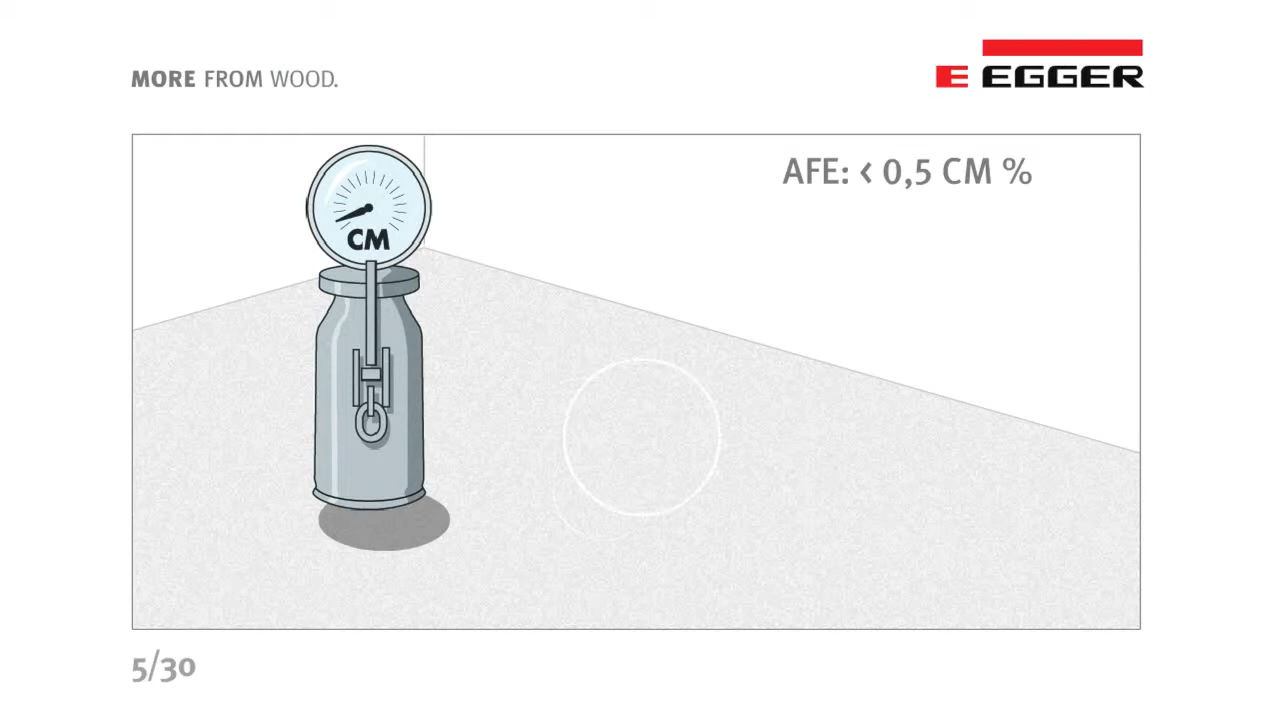 MORE FROM WOOD.
E EGGER
AFE: < 0,5 CM %
CM
5/30